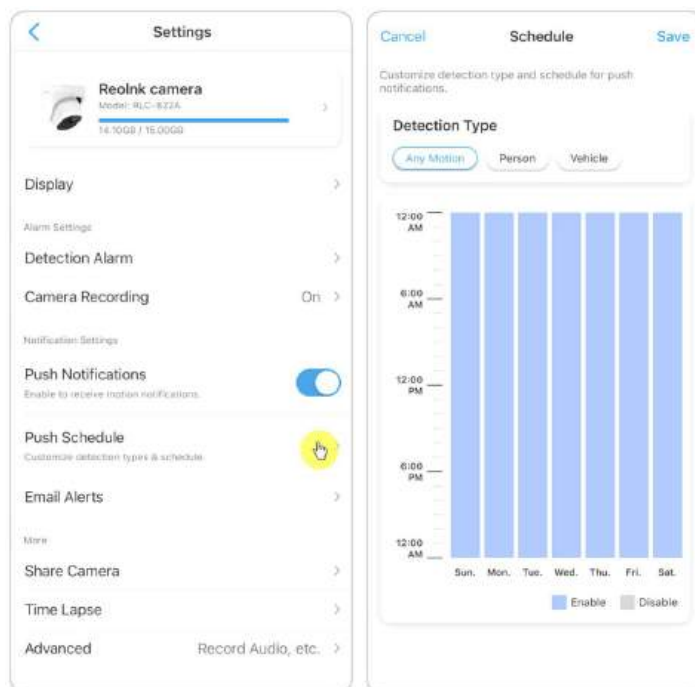 Settings
Reolnk camera
Model: RLC-822A
14.10GB / 15.00GB
Display
Alarm Settings
Detection Alarm
Camera Recording On
Notification Settings
Push Notifications
Enable to receive motion notifications.
Push Schedule
Customize detection types & schedule
Email Alerts
More
Share Camera
Time Lapse
Advanced Record Audio, etc.
Cancel Schedule Save
Customize detection type and schedule for push
notifications.
Detection Type
Any Motion Person Vehicle
12:00
AM
6:00
AM
12:00
PM
6:00
PM
12:00
AM
Sun. Mon. Tue. Wed. Thu. Fri. Sat.
Enable Disable